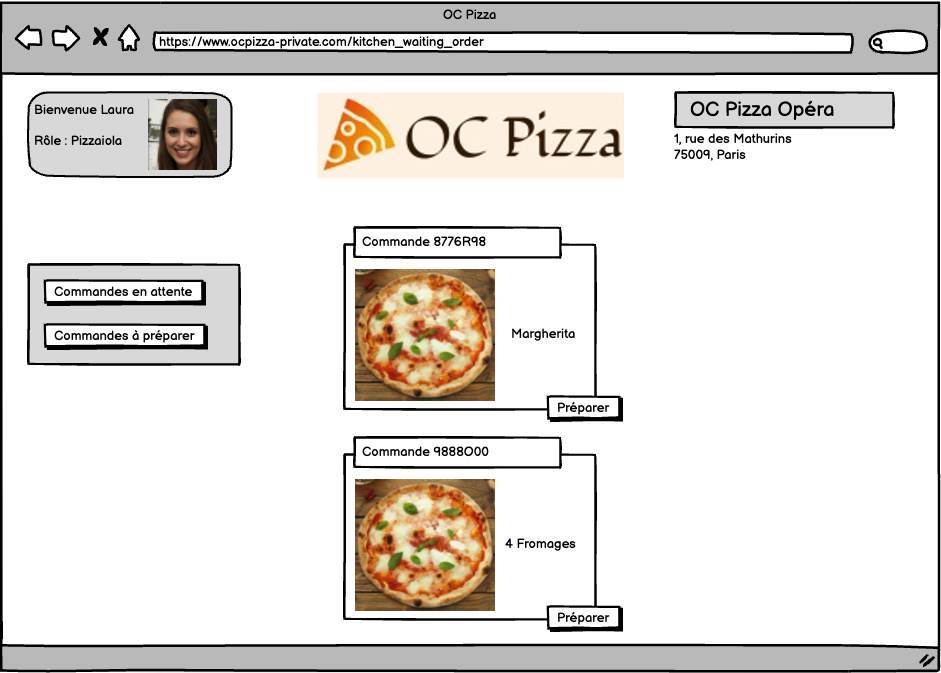 OC Pizza
https://www.ocpizza-private.com/kitchen_waiting_order
Bienvenue Laura
Rôle : Pizzaiola
OC Pizza
OC Pizza Opéra
1, rue des Mathurins
75009, Paris
Commandes en attente
Commandes à préparer
Commande 8776R98
Margherita
Préparer
Commande 9888O00
4 Fromages
Préparer